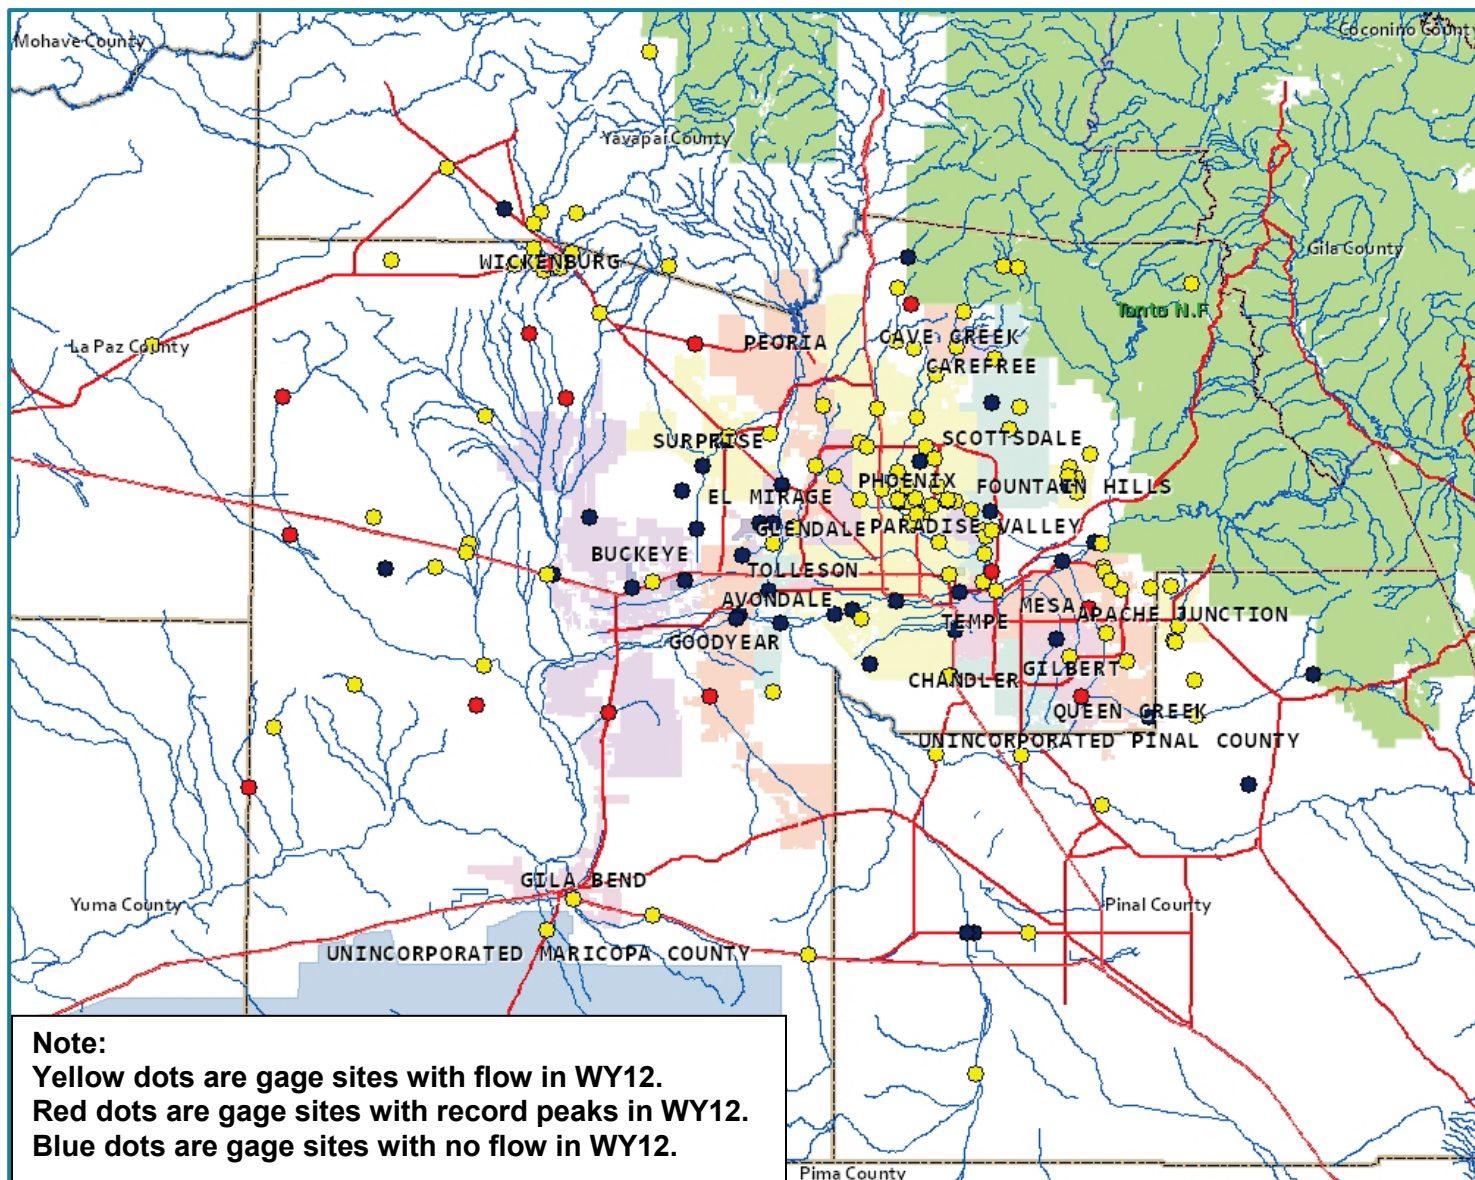 Mohave County
Coconino County
Yavapai County
Gila County
WICKENBURG
Tonto N.F
La Paz County
PEORIA
CAVE CREEK
CAREFREE
SURPRISE
SCOTTSDALE
PHOENIX
FOUNTAIN HILLS
EL MIRAGE
GLENDALE
PARADISE VALLEY
BUCKEYE
TOLLESON
AVONDALE
MESA
APACHE JUNCTION
TEMPE
GOODYEAR
GILBERT
CHANDLER
QUEEN CREEK
UNINCORPORATED PINAL COUNTY
GILA BEND
Yuma County
Pinal County
UNINCORPORATED MARICOPA COUNTY
Note:
Yellow dots are gage sites with flow in WY12.
Red dots are gage sites with record peaks in WY12.
Blue dots are gage sites with no flow in WY12.
Pima County